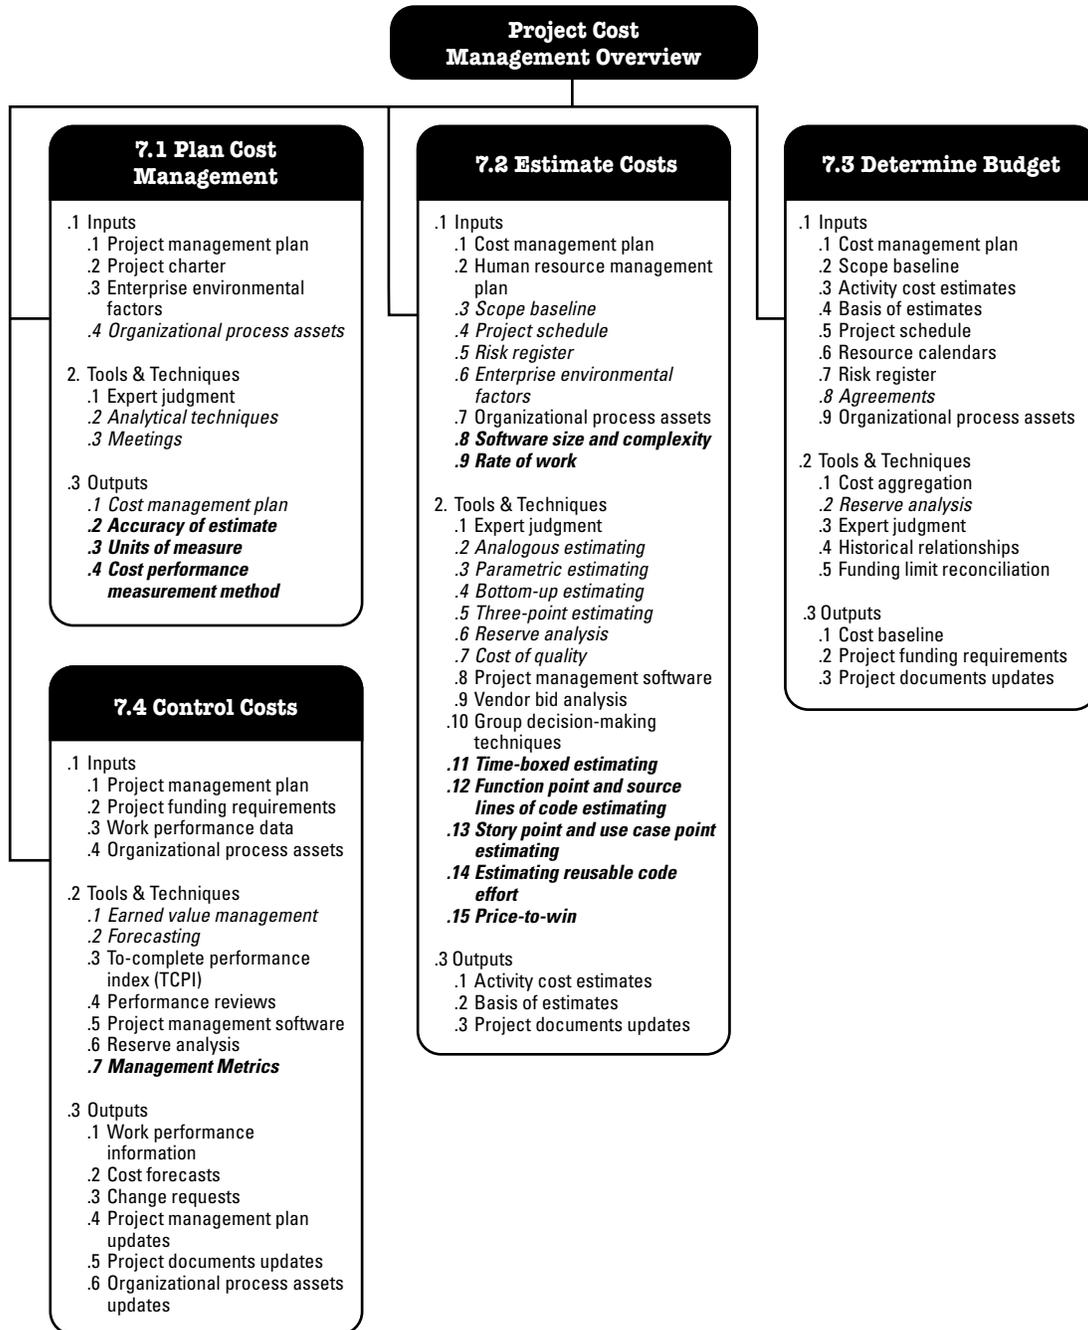 Project Cost
Management Overview
7.1 Plan Cost
Management
.1 Inputs
.1 Project management plan
.2 Project charter
.3 Enterprise environmental
factors
.4 Organizational process assets
2. Tools & Techniques
.1 Expert judgment
.2 Analytical techniques
.3 Meetings
.3 Outputs
.1 Cost management plan
.2 Accuracy of estimate
.3 Units of measure
.4 Cost performance
measurement method
7.2 Estimate Costs
.1 Inputs
.1 Cost management plan
.2 Human resource management
plan
.3 Scope baseline
.4 Project schedule
.5 Risk register
.6 Enterprise environmental
factors
.7 Organizational process assets
.8 Software size and complexity
.9 Rate of work
2. Tools & Techniques
.1 Expert judgment
.2 Analogous estimating
.3 Parametric estimating
.4 Bottom-up estimating
.5 Three-point estimating
.6 Reserve analysis
.7 Cost of quality
.8 Project management software
.9 Vendor bid analysis
.10 Group decision-making
techniques
.11 Time-boxed estimating
.12 Function point and source
lines of code estimating
.13 Story point and use case point
estimating
.14 Estimating reusable code
effort
.15 Price-to-win
.3 Outputs
.1 Activity cost estimates
.2 Basis of estimates
.3 Project documents updates
7.3 Determine Budget
.1 Inputs
.1 Cost management plan
.2 Scope baseline
.3 Activity cost estimates
.4 Basis of estimates
.5 Project schedule
.6 Resource calendars
.7 Risk register
.8 Agreements
.9 Organizational process assets
.2 Tools & Techniques
.1 Cost aggregation
.2 Reserve analysis
.3 Expert judgment
.4 Historical relationships
.5 Funding limit reconciliation
.3 Outputs
.1 Cost baseline
.2 Project funding requirements
.3 Project documents updates
7.4 Control Costs
.1 Inputs
.1 Project management plan
.2 Project funding requirements
.3 Work performance data
.4 Organizational process assets
.2 Tools & Techniques
.1 Earned value management
.2 Forecasting
.3 To-complete performance
index (TCPI)
.4 Performance reviews
.5 Project management software
.6 Reserve analysis
.7 Management Metrics
.3 Outputs
.1 Work performance
information
.2 Cost forecasts
.3 Change requests
.4 Project management plan
updates
.5 Project documents updates
.6 Organizational process assets
updates